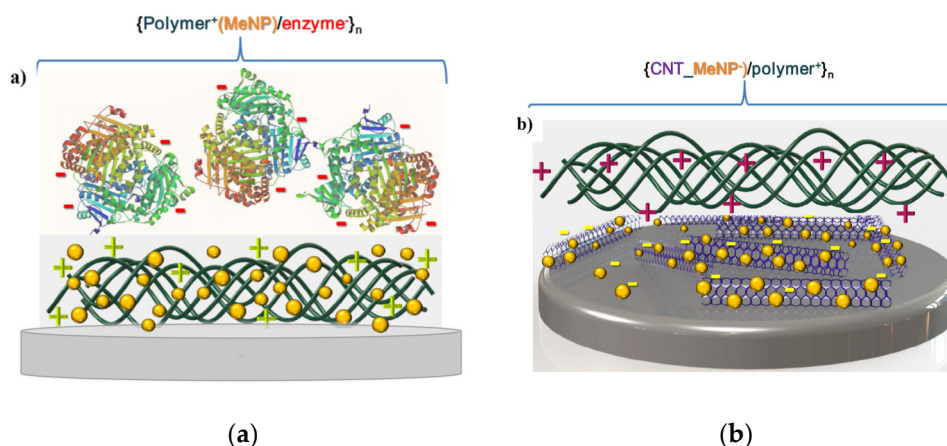 {Polymer⁺(MeNP)/enzyme⁻}ₙ
a)
{CNT_MeNP⁻)/polymer⁺}ₙ
b)
(a)
(b)